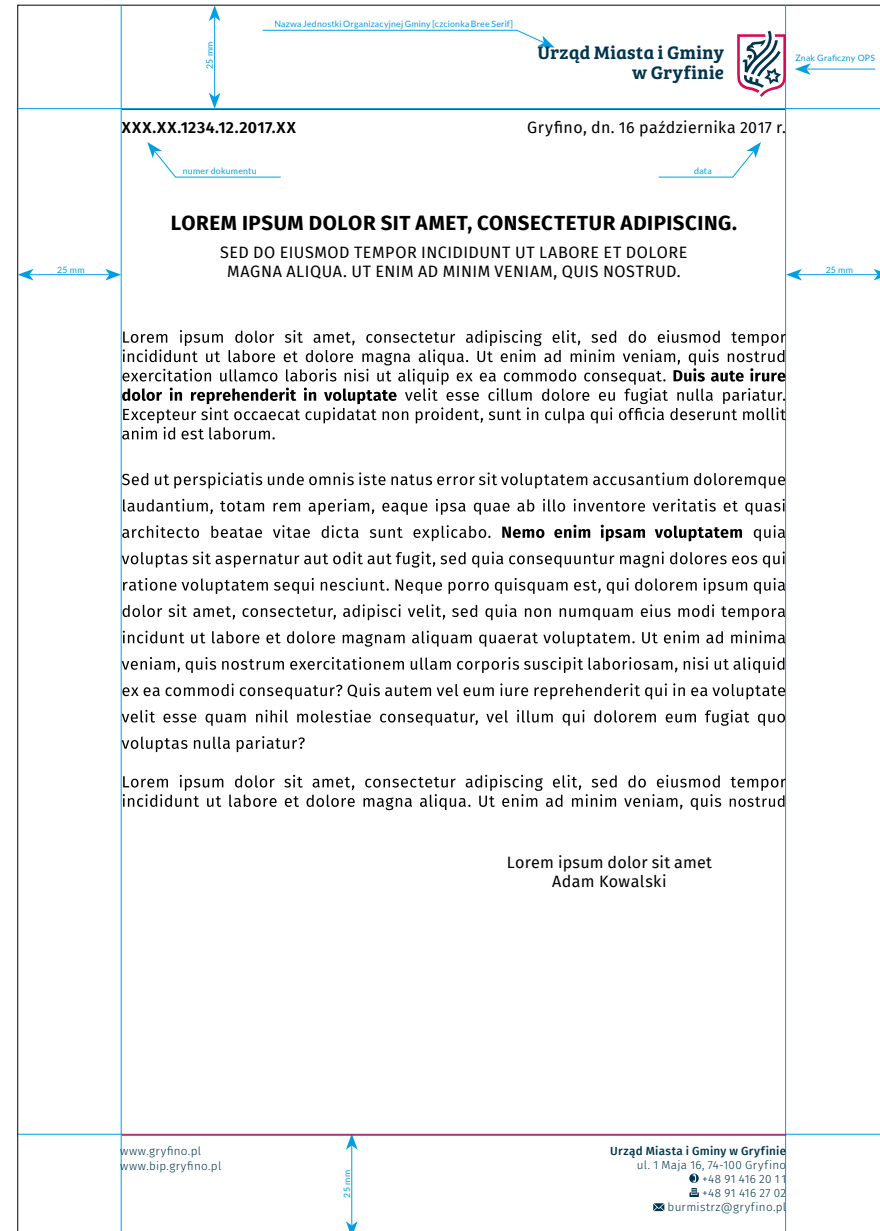 Nazwa Jednostki Organizacyjnej Gminy [czcionka Bree Serif]
25 mm
Urząd Miasta i Gminy
w Gryfinie
Znak Graficzny OPS
XXX.XX.1234.12.2017.XX
Gryfino, dn. 16 października 2017 r.
numer dokumentu
data
LOREM IPSUM DOLOR SIT AMET, CONSECTETUR ADIPISCING.
SED DO EIUSMOD TEMPOR INCIDIDUNT UT LABORE ET DOLORE
MAGNA ALIQUA. UT ENIM AD MINIM VENIAM, QUIS NOSTRUD.
25 mm
25 mm
Lorem ipsum dolor sit amet, consectetur adipiscing elit, sed do eiusmod tempor
incididunt ut labore et dolore magna aliqua. Ut enim ad minim veniam, quis nostrud
exercitation ullamco laboris nisi ut aliquip ex ea commodo consequat. Duis aute irure
dolor in reprehenderit in voluptate velit esse cillum dolore eu fugiat nulla pariatur.
Excepteur sint occaecat cupidatat non proident, sunt in culpa qui officia deserunt mollit
anim id est laborum.
Sed ut perspiciatis unde omnis iste natus error sit voluptatem accusantium doloremque
laudantium, totam rem aperiam, eaque ipsa quae ab illo inventore veritatis et quasi
architecto beatae vitae dicta sunt explicabo. Nemo enim ipsam voluptatem quia
voluptas sit aspernatur aut odit aut fugit, sed quia consequuntur magni dolores eos qui
ratione voluptatem sequi nesciunt. Neque porro quisquam est, qui dolorem ipsum quia
dolor sit amet, consectetur, adipisci velit, sed quia non numquam eius modi tempora
incidunt ut labore et dolore magnam aliquam quaerat voluptatem. Ut enim ad minima
veniam, quis nostrum exercitationem ullam corporis suscipit laboriosam, nisi ut aliquid
ex ea commodi consequatur? Quis autem vel eum iure reprehenderit qui in ea voluptate
velit esse quam nihil molestiae consequatur, vel illum qui dolorem eum fugiat quo
voluptas nulla pariatur?
Lorem ipsum dolor sit amet, consectetur adipiscing elit, sed do eiusmod tempor
incididunt ut labore et dolore magna aliqua. Ut enim ad minim veniam, quis nostrud
Lorem ipsum dolor sit amet
Adam Kowalski
www.gryfino.pl
www.bip.gryfino.pl
25 mm
Urząd Miasta i Gminy w Gryfinie
ul. 1 Maja 16, 74-100 Gryfino
+48 91 416 20 11
+48 91 416 27 02
burmistrz@gryfino.pl